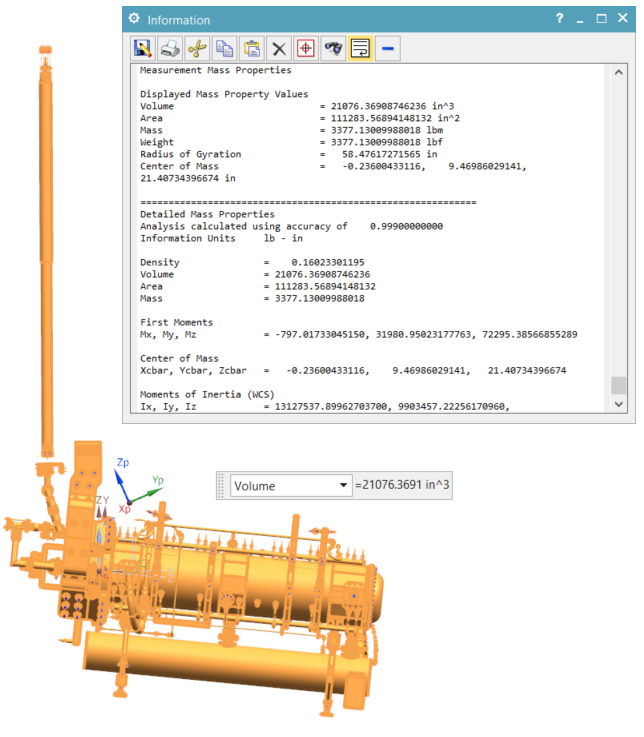 Information
Measurement Mass Properties
Displayed Mass Property Values
Volume = 21076.36908746236 in^3
Area = 111283.56894148132 in^2
Mass = 3377.13009988018 lbm
Weight = 3377.13009988018 lbf
Radius of Gyration = 58.47617271565 in
Center of Mass = -0.23600433116, 9.46986029141,
21.40734396674 in
============================================================
Detailed Mass Properties
Analysis calculated using accuracy of 0.99900000000
Information Units lb - in
Density = 0.16023301195
Volume = 21076.36908746236
Area = 111283.56894148132
Mass = 3377.13009988018
First Moments
Mx, My, Mz = -797.01733045150, 31980.95023177763, 72295.38566855289
Center of Mass
Xcbar, Ycbar, Zcbar = -0.23600433116, 9.46986029141, 21.40734396674
Moments of Inertia (WCS)
Ix, Iy, Iz = 13127537.89962703700, 9903457.22256170960,
Zp
Yp
Xp
Z Y
Volume =21076.3691 in^3